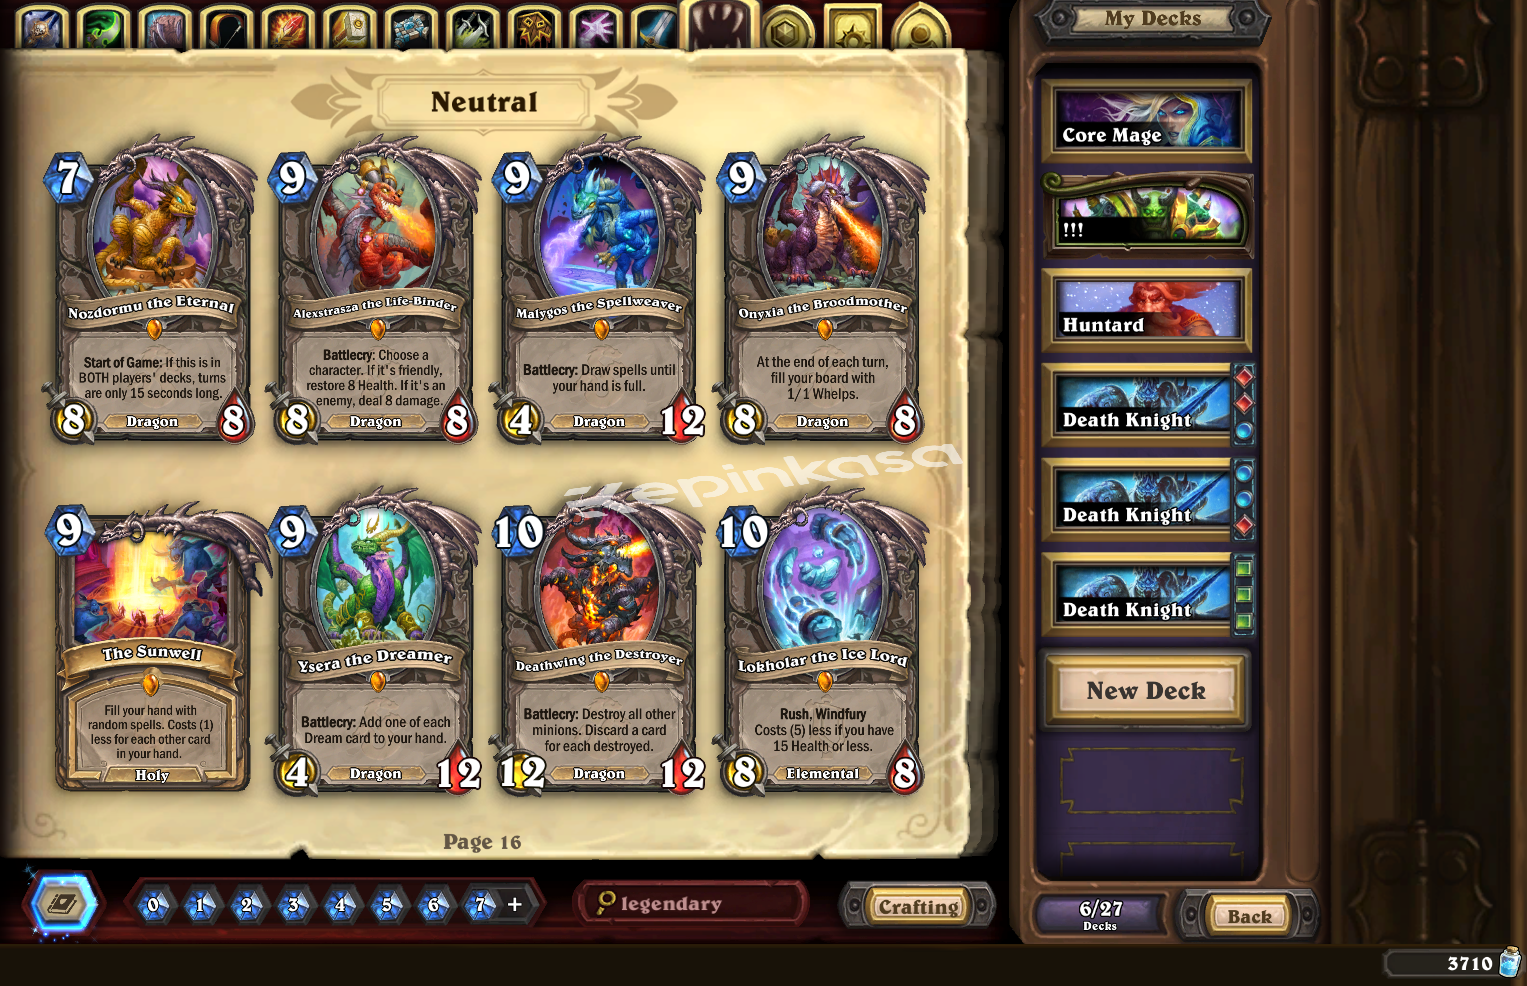 My Decks
Neutral
7
Nozdormu the Eternal
Start of Game: If this is in
BOTH players' decks, turns
are only 15 seconds long.
8
Dragon
8
9
Alexstrasza the Life-Binder
Battlecry: Choose a
character. If it's friendly,
restore 8 Health. If it's an
enemy, deal 8 damage.
8
Dragon
8
9
Malygos the Spellweaver
Battlecry: Draw spells until
your hand is full.
4
Dragon
12
9
Onyxia the Broodmother
At the end of each turn,
fill your board with
1/1 Whelps.
8
Dragon
8
9
The Sunwell
Fill your hand with
random spells. Costs (1)
less for each other card
in your hand.
Holy
9
Ysera the Dreamer
Battlecry: Add one of each
Dream card to your hand.
4
Dragon
12
10
Deathwing the Destroyer
Battlecry: Destroy all other
minions. Discard a card
for each destroyed.
12
Dragon
12
10
Lokholar the Ice Lord
Rush, Windfury
Costs (5) less if you have
15 Health or less.
8
Elemental
8
epinkasa
Page 16
0 1 2 3 4 5 6 7 +
legendary
Crafting
Core Mage
!!!
Huntard
Death Knight
Death Knight
Death Knight
New Deck
6/27
Decks
Back
3710